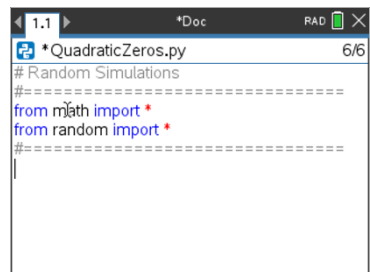 1.1 *Doc RAD
*QuadraticZeros.py 6/6
# Random Simulations
#================================
from math import *
from random import *
#================================